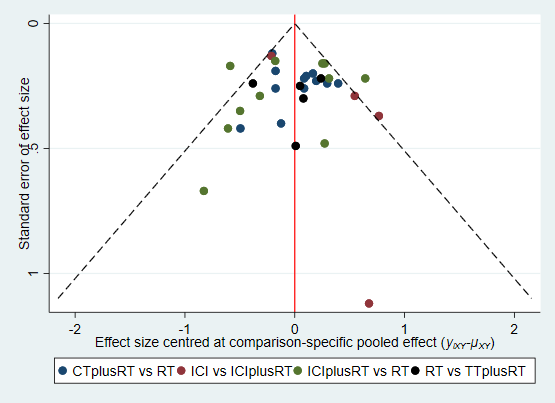 0
.5
1
Standard error of effect size
-2 -1 0 1 2
Effect size centred at comparison-specific pooled effect (yiXY-μXY)
CTplusRT vs RT ICI vs ICIplusRT ICIplusRT vs RT RT vs TTplusRT